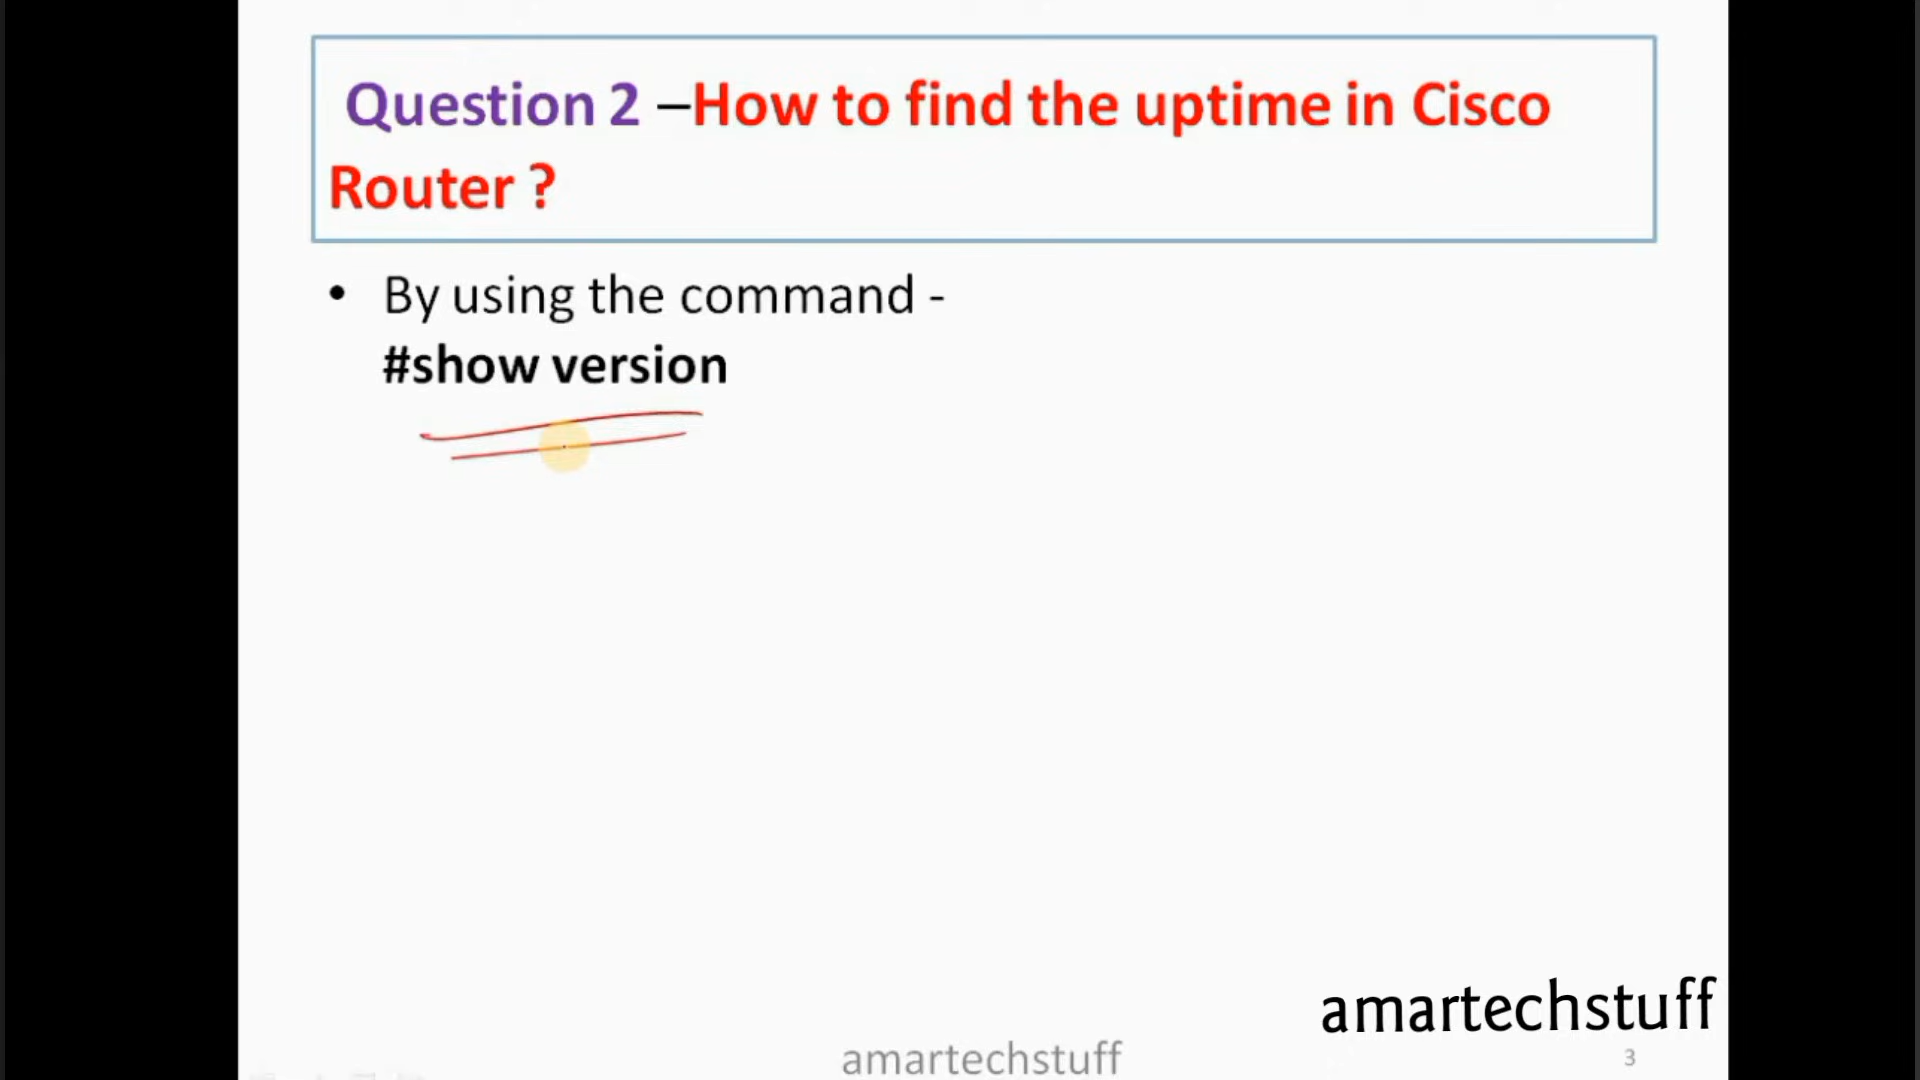 Question 2 –How to find the uptime in Cisco
Router ?
• By using the command -
#show version
amartechstuff
amartechstuff
3